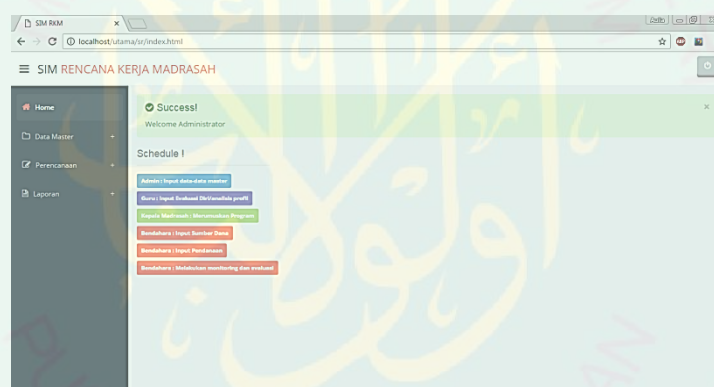 SIM RKM
localhost/utama/sr/index.html
SIM RENCANA KERJA MADRASAH
Home
Success!
Welcome Administrator
Data Master +
Schedule !
Perencanaan +
Admin : Input data-data master
Laporan +
Guru : Input Evaluasi Diri/analisis profil
Kepala Madrasah : Merumuskan Program
Bendahara : Input Sumber Dana
Bendahara : Input Pendanaan
Bendahara : Melakukan monitoring dan evaluasi